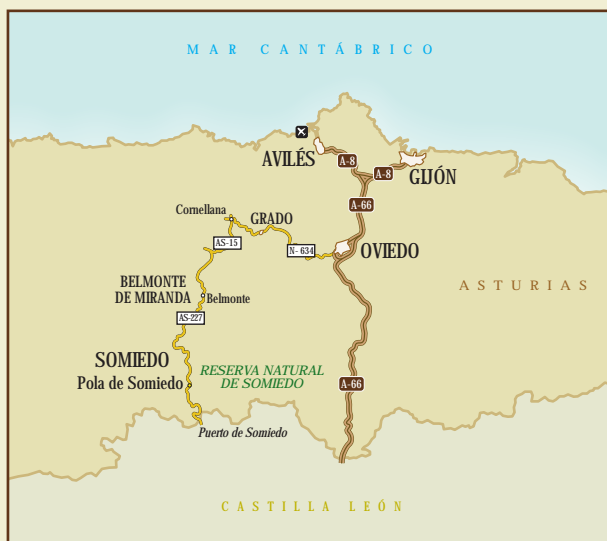 MAR CANTÁBRICO
AVILÉS
A-8
A-8
GIJÓN
A-66
Cornellana
GRADO
AS-15
N-634
OVIEDO
BELMONTE
DE MIRANDA
Belmonte
ASTURIAS
AS-227
SOMIEDO
Pola de Somiedo
RESERVA NATURAL
DE SOMIEDO
A-66
Puerto de Somiedo
CASTILLA LEÓN